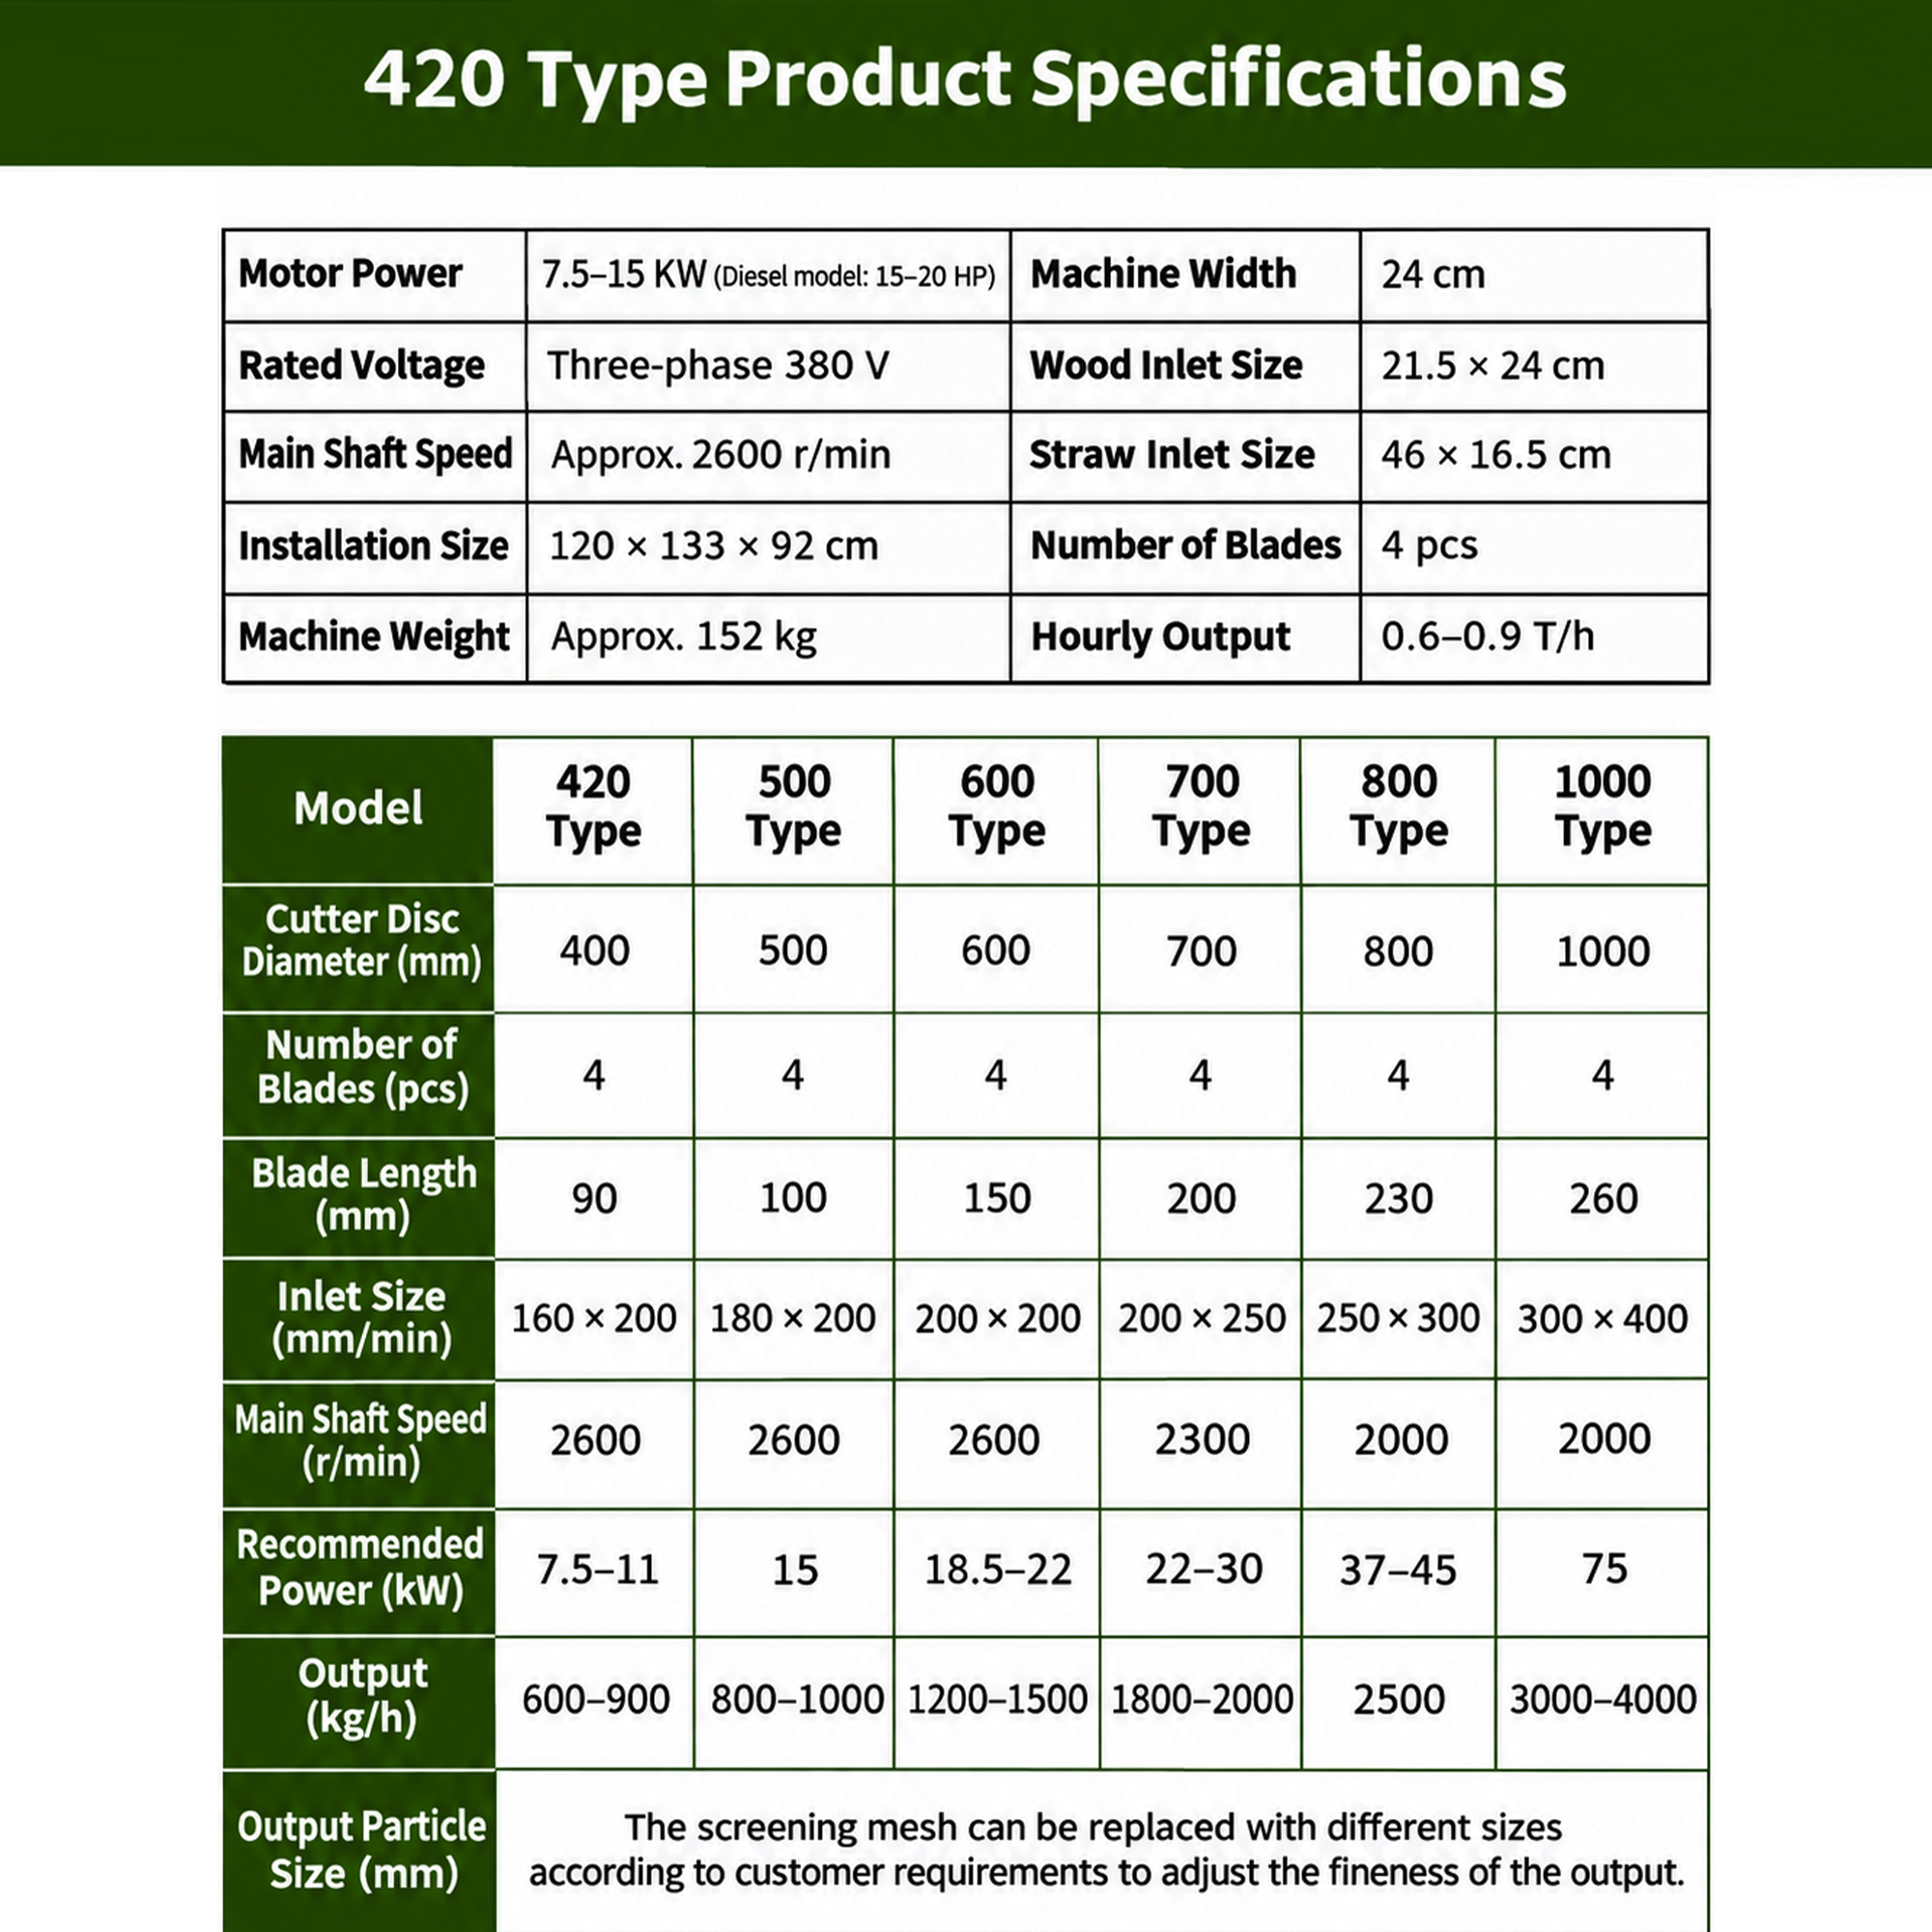 420 Type Product Specifications
Motor Power 7.5–15 KW (Diesel model: 15–20 HP) Machine Width 24 cm
Rated Voltage Three-phase 380 V Wood Inlet Size 21.5 × 24 cm
Main Shaft Speed Approx. 2600 r/min Straw Inlet Size 46 × 16.5 cm
Installation Size 120 × 133 × 92 cm Number of Blades 4 pcs
Machine Weight Approx. 152 kg Hourly Output 0.6–0.9 T/h
Model 420 Type 500 Type 600 Type 700 Type 800 Type 1000 Type
Cutter Disc Diameter (mm) 400 500 600 700 800 1000
Number of Blades (pcs) 4 4 4 4 4 4
Blade Length (mm) 90 100 150 200 230 260
Inlet Size (mm/min) 160 × 200 180 × 200 200 × 200 200 × 250 250 × 300 300 × 400
Main Shaft Speed (r/min) 2600 2600 2600 2300 2000 2000
Recommended Power (kW) 7.5–11 15 18.5–22 22–30 37–45 75
Output (kg/h) 600–900 800–1000 1200–1500 1800–2000 2500 3000–4000
Output Particle Size (mm) The screening mesh can be replaced with different sizes
according to customer requirements to adjust the fineness of the output.